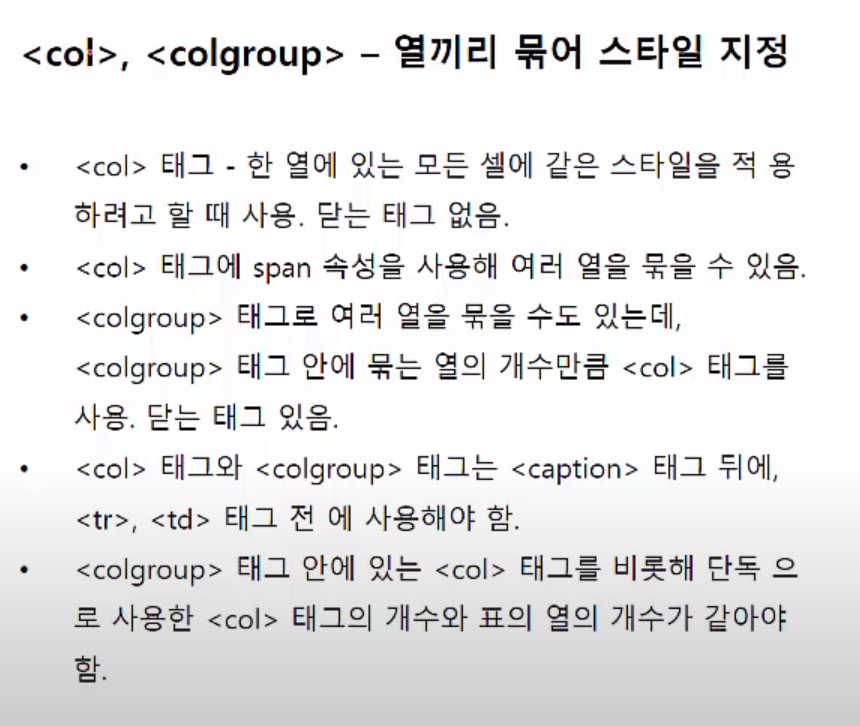 <col>, <colgroup> – 열끼리 묶어 스타일 지정
• <col> 태그 - 한 열에 있는 모든 셀에 같은 스타일을 적 용
하려고 할 때 사용. 닫는 태그 없음.
• <col> 태그에 span 속성을 사용해 여러 열을 묶을 수 있음.
• <colgroup> 태그로 여러 열을 묶을 수도 있는데,
<colgroup> 태그 안에 묶는 열의 개수만큼 <col> 태그를
사용. 닫는 태그 있음.
• <col> 태그와 <colgroup> 태그는 <caption> 태그 뒤에,
<tr>, <td> 태그 전 에 사용해야 함.
• <colgroup> 태그 안에 있는 <col> 태그를 비롯해 단독 으
로 사용한 <col> 태그의 개수와 표의 열의 개수가 같아야
함.